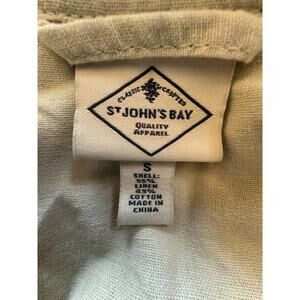 CLASSIC CRAFTED
ST JOHN'S BAY
QUALITY
APPAREL
S
SHELL:
55%
LINEN
45%
COTTON
MADE IN
CHINA